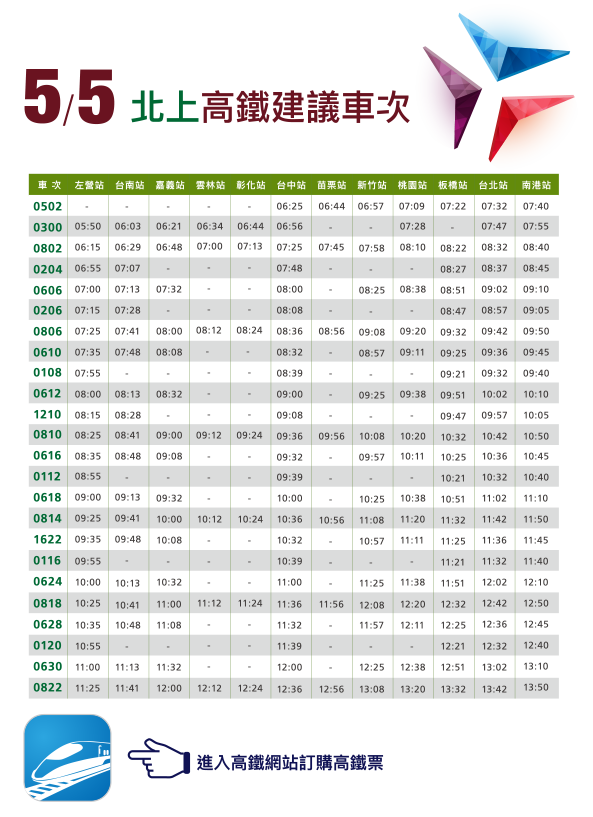 5/5 北上高鐵建議車次
車 次 左營站 台南站 嘉義站 雲林站 彰化站 台中站 苗栗站 新竹站 桃園站 板橋站 台北站 南港站
0502 - - - - - 06:25 06:44 06:57 07:09 07:22 07:32 07:40
0300 05:50 06:03 06:21 06:34 06:44 06:56 - - 07:28 - 07:47 07:55
0802 06:15 06:29 06:48 07:00 07:13 07:25 07:45 07:58 08:10 08:22 08:32 08:40
0204 06:55 07:07 - - - 07:48 - - - 08:27 08:37 08:45
0606 07:00 07:13 07:32 - - 08:00 - 08:25 08:38 08:51 09:02 09:10
0206 07:15 07:28 - - - 08:08 - - - 08:47 08:57 09:05
0806 07:25 07:41 08:00 08:12 08:24 08:36 08:56 09:08 09:20 09:32 09:42 09:50
0610 07:35 07:48 08:08 - - 08:32 - 08:57 09:11 09:25 09:36 09:45
0108 07:55 - - - - 08:39 - - - 09:21 09:32 09:40
0612 08:00 08:13 08:32 - - 09:00 - 09:25 09:38 09:51 10:02 10:10
1210 08:15 08:28 - - - 09:08 - - - 09:47 09:57 10:05
0810 08:25 08:41 09:00 09:12 09:24 09:36 09:56 10:08 10:20 10:32 10:42 10:50
0616 08:35 08:48 09:08 - - 09:32 - 09:57 10:11 10:25 10:36 10:45
0112 08:55 - - - - 09:39 - - - 10:21 10:32 10:40
0618 09:00 09:13 09:32 - - 10:00 - 10:25 10:38 10:51 11:02 11:10
0814 09:25 09:41 10:00 10:12 10:24 10:36 10:56 11:08 11:20 11:32 11:42 11:50
1622 09:35 09:48 10:08 - - 10:32 - 10:57 11:11 11:25 11:36 11:45
0116 09:55 - - - - 10:39 - - - 11:21 11:32 11:40
0624 10:00 10:13 10:32 - - 11:00 - 11:25 11:38 11:51 12:02 12:10
0818 10:25 10:41 11:00 11:12 11:24 11:36 11:56 12:08 12:20 12:32 12:42 12:50
0628 10:35 10:48 11:08 - - 11:32 - 11:57 12:11 12:25 12:36 12:45
0120 10:55 - - - - 11:39 - - - 12:21 12:32 12:40
0630 11:00 11:13 11:32 - - 12:00 - 12:25 12:38 12:51 13:02 13:10
0822 11:25 11:41 12:00 12:12 12:24 12:36 12:56 13:08 13:20 13:32 13:42 13:50
進入高鐵網站訂購高鐵票